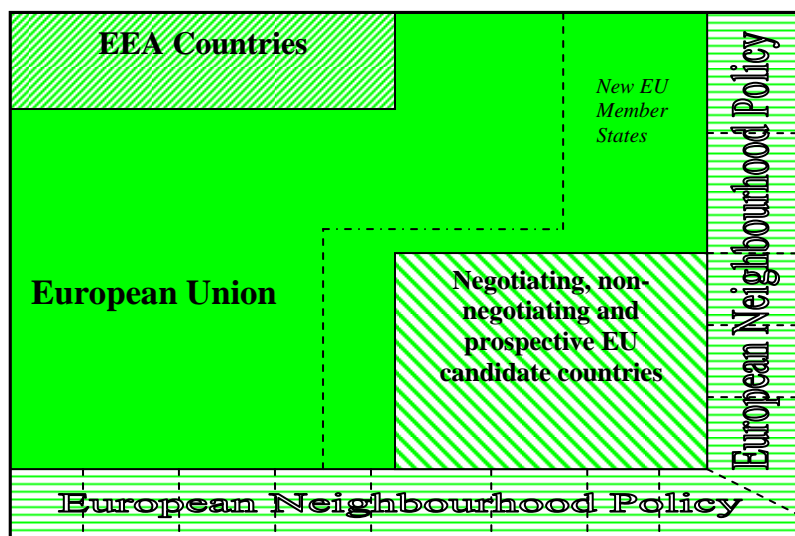 EEA Countries
New EU
Member
States
European Neighbourhood Policy
European Union
Negotiating, non-
negotiating and
prospective EU
candidate countries
European Neighbourhood Policy